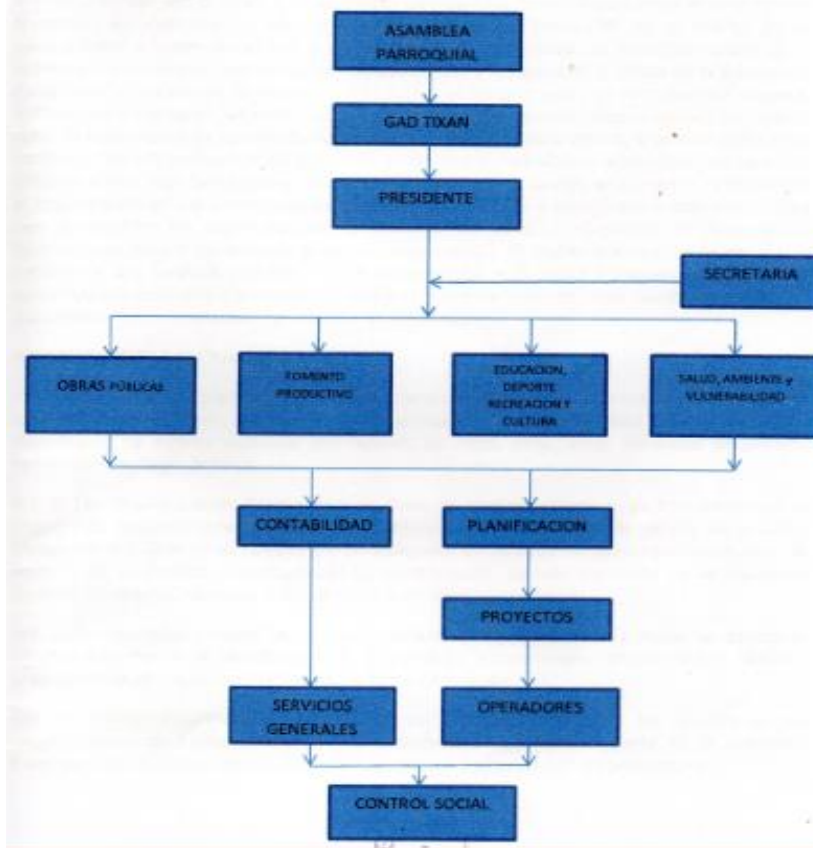 ASAMBLEA
PARROQUIAL
GAD TIXAN
PRESIDENTE
SECRETARIA
OBRAS PÚBLICAS
FOMENTO
PRODUCTIVO
EDUCACION,
DEPORTE
RECREACION Y
CULTURA
SALUD, AMBIENTE y
VULNERABILIDAD
CONTABILIDAD
PLANIFICACION
PROYECTOS
SERVICIOS
GENERALES
OPERADORES
CONTROL SOCIAL